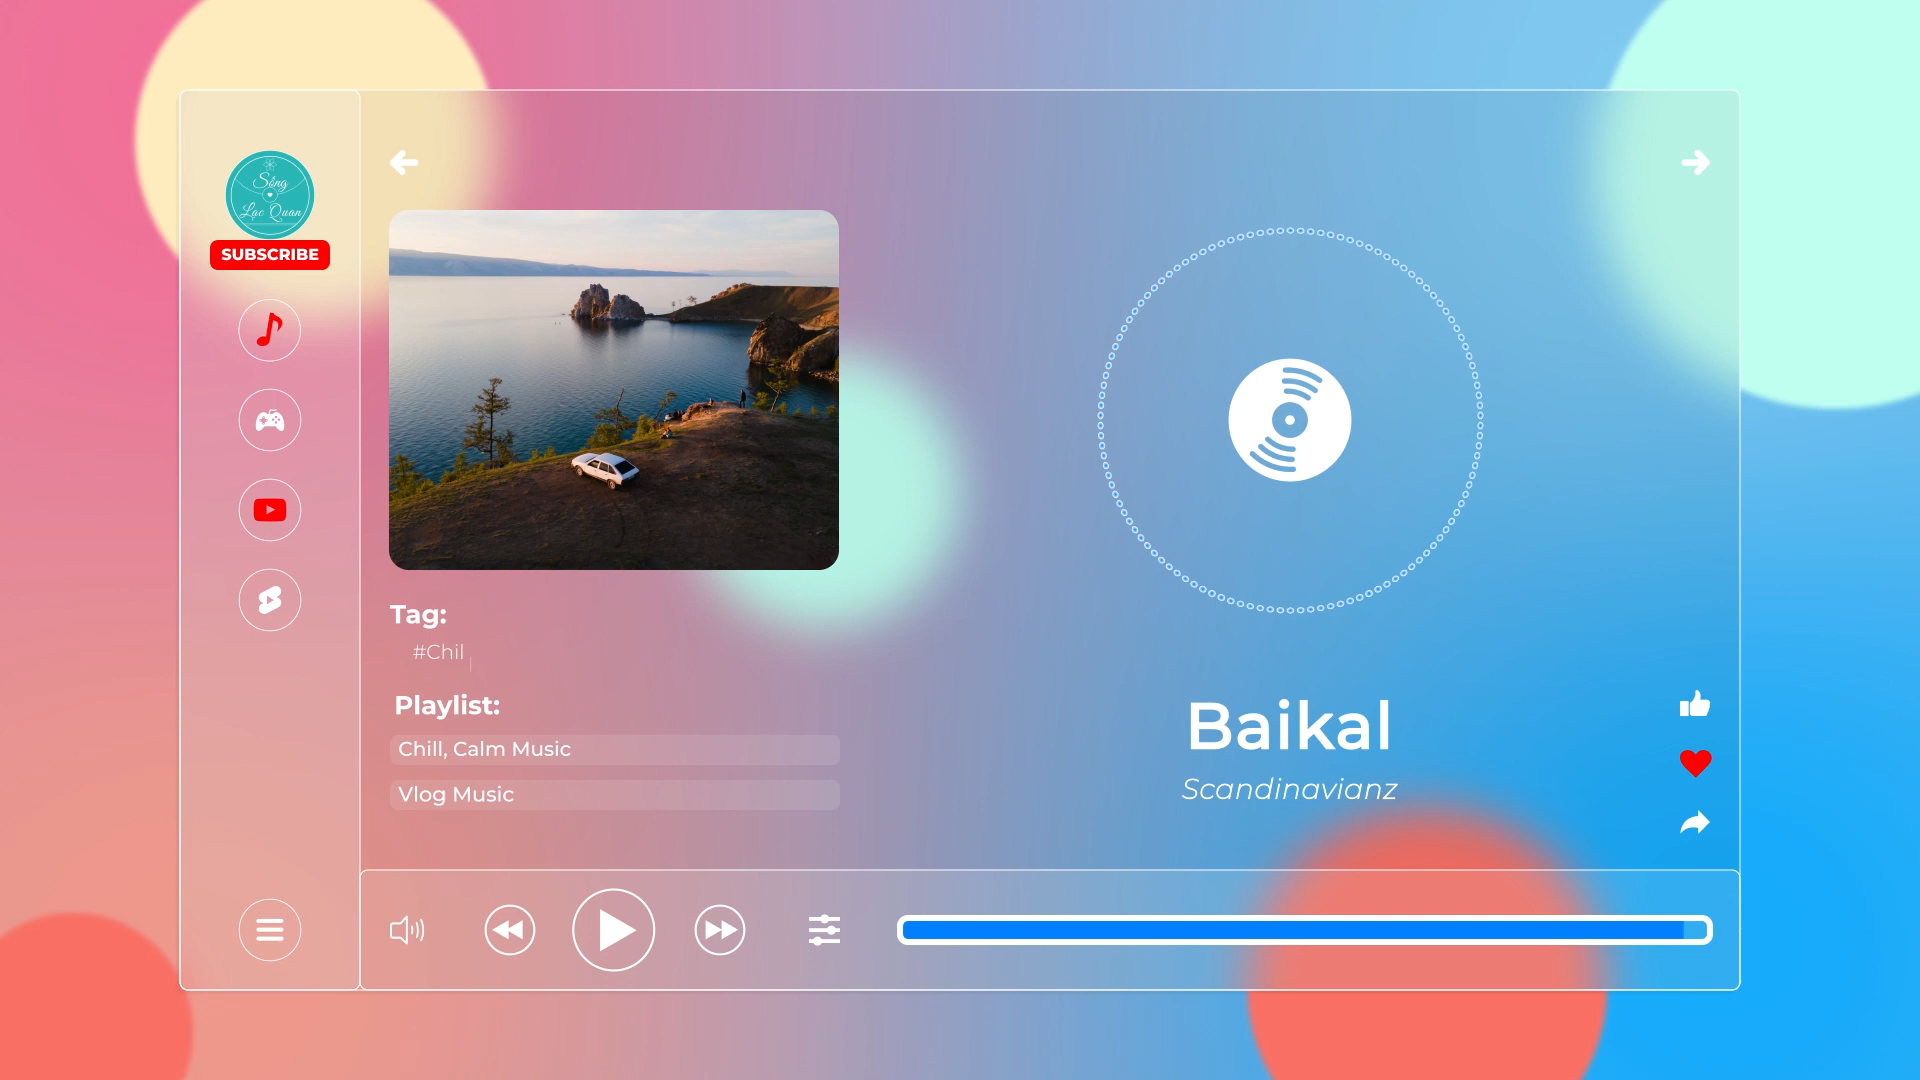 Sống
Lạc Quan
SUBSCRIBE
Tag:
#Chil
Playlist:
Chill, Calm Music
Vlog Music
Baikal
Scandinavianz